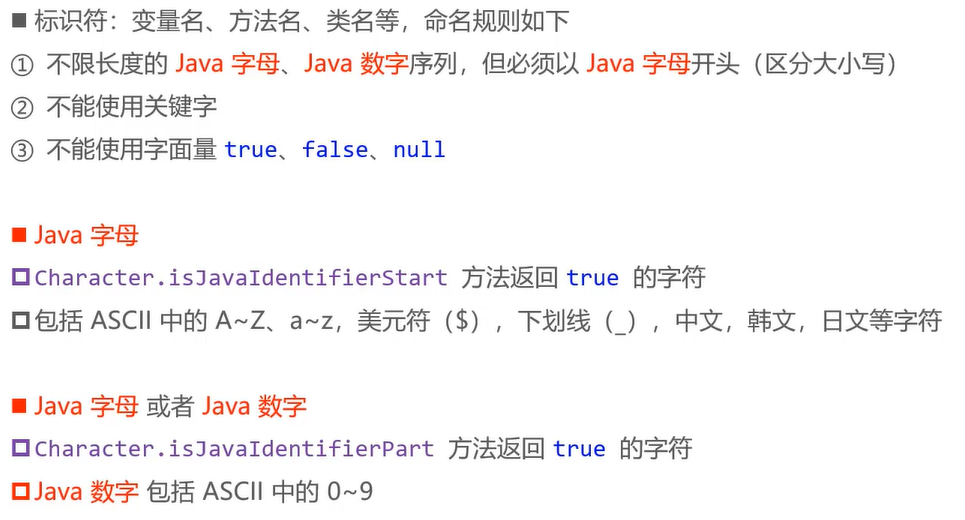 标识符：变量名、方法名、类名等，命名规则如下
① 不限长度的 Java 字母、Java 数字序列，但必须以 Java 字母开头（区分大小写）
② 不能使用关键字
③ 不能使用字面量 true、false、null
Java 字母
Character.isJavaIdentifierStart 方法返回 true 的字符
包括 ASCII 中的 A~Z、a~z，美元符（$），下划线（_），中文，韩文，日文等字符
Java 字母 或者 Java 数字
Character.isJavaIdentifierPart 方法返回 true 的字符
Java 数字 包括 ASCII 中的 0~9